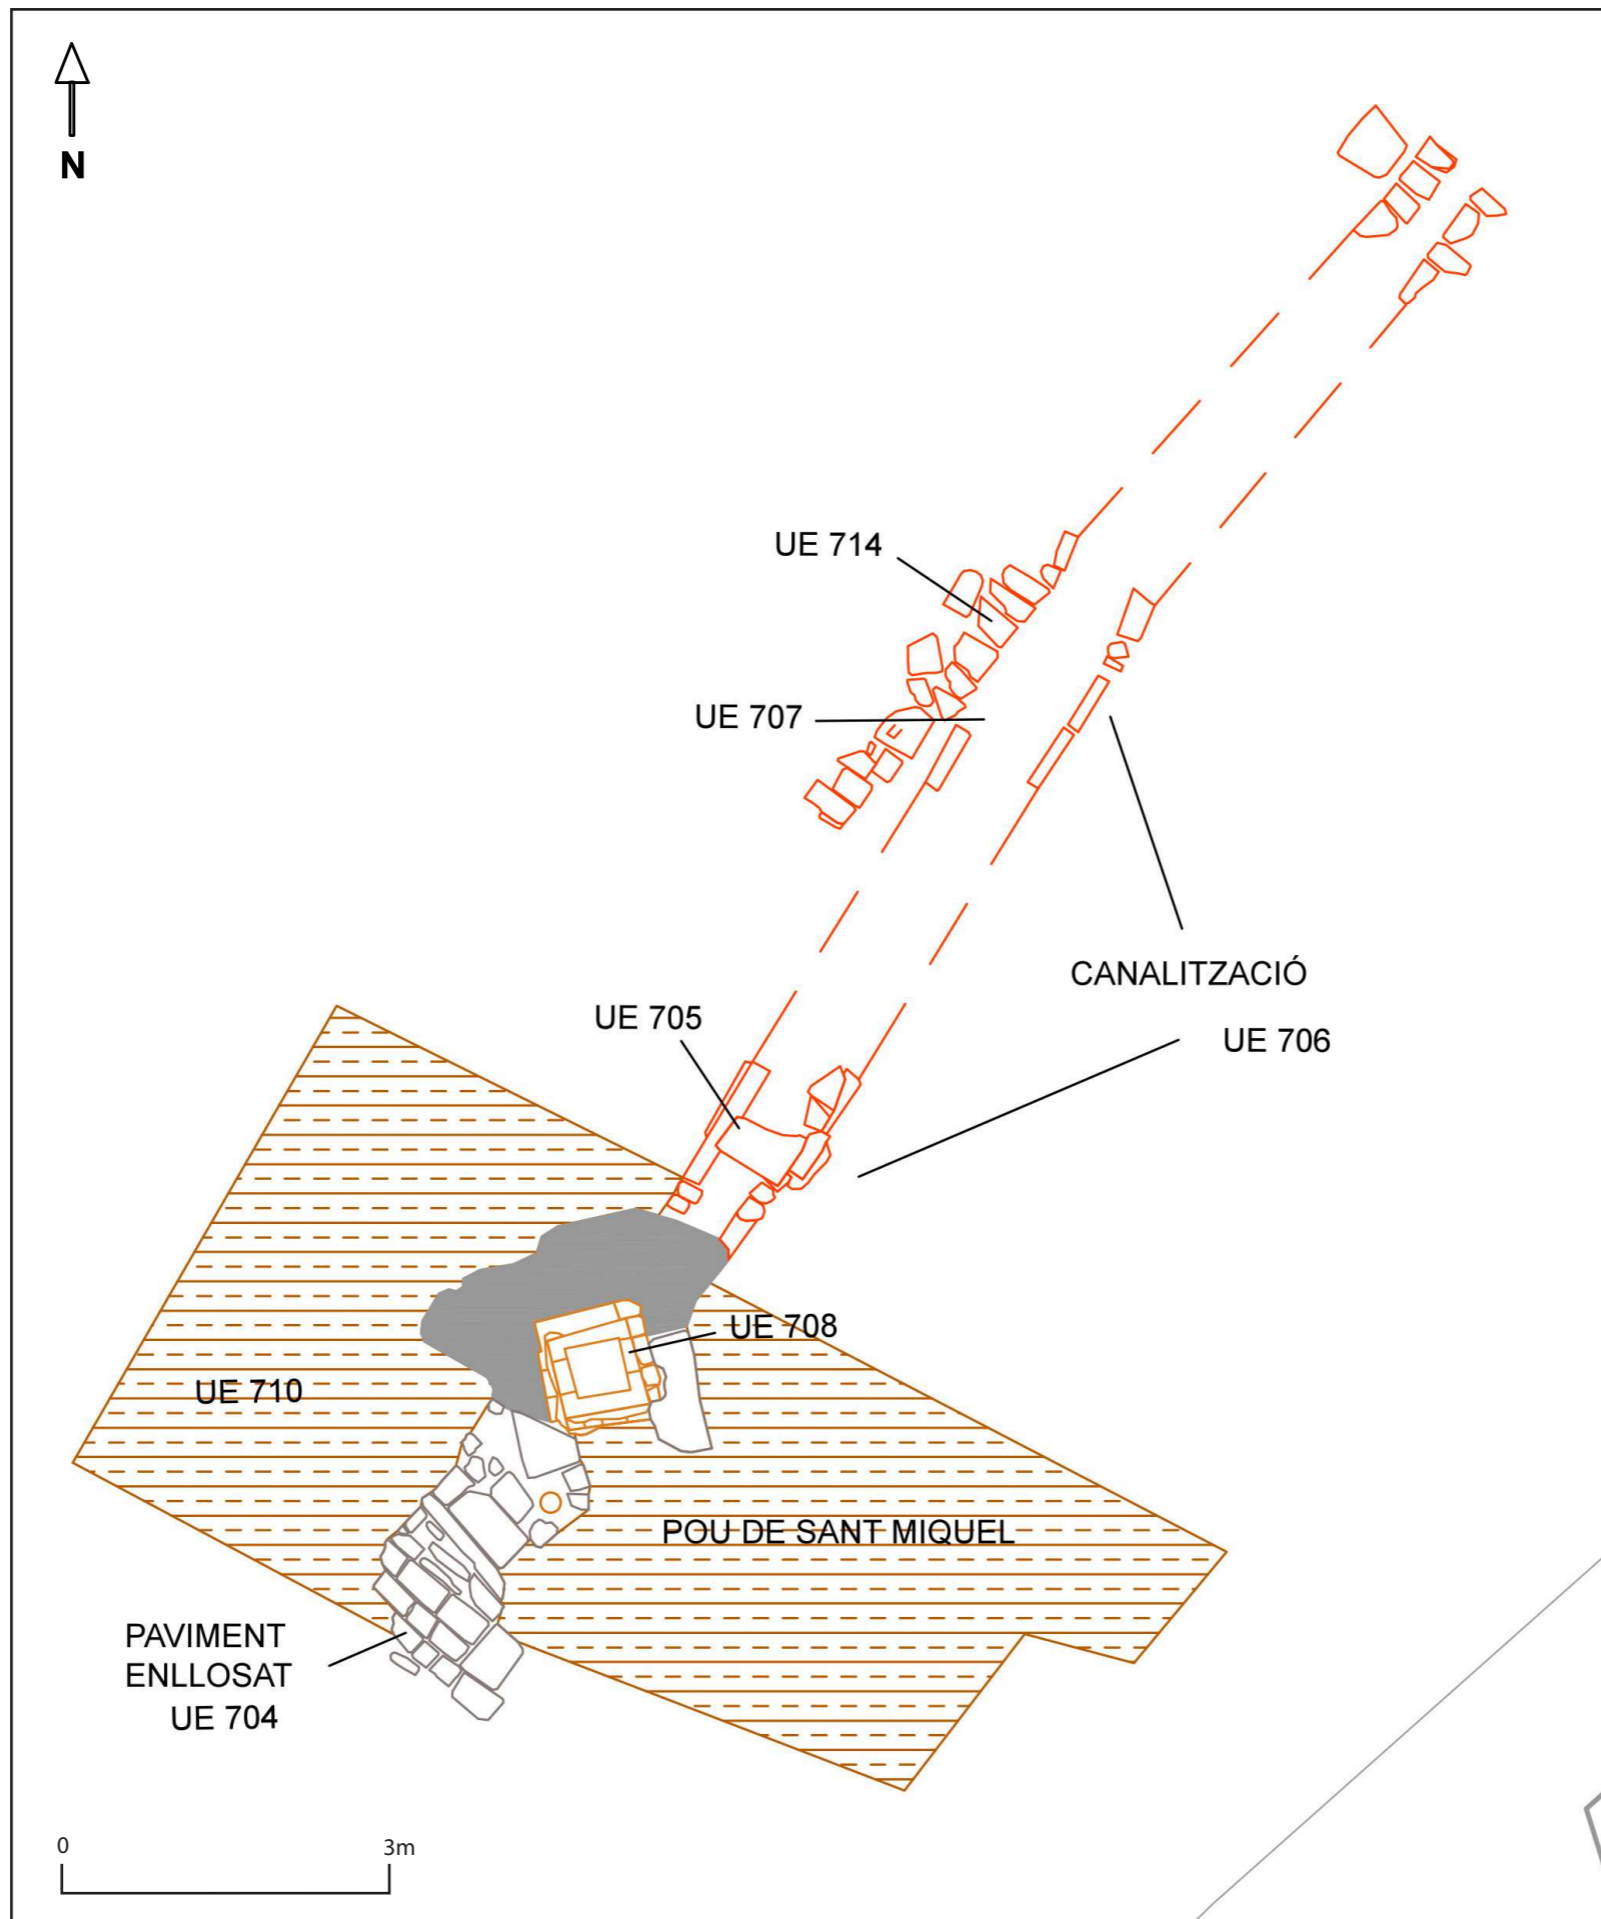 N
UE 714
UE 707
CANALITZACIÓ
UE 705
UE 706
UE 708
UE 710
POU DE SANT MIQUEL
PAVIMENT
ENLLOSAT
UE 704
0 3m